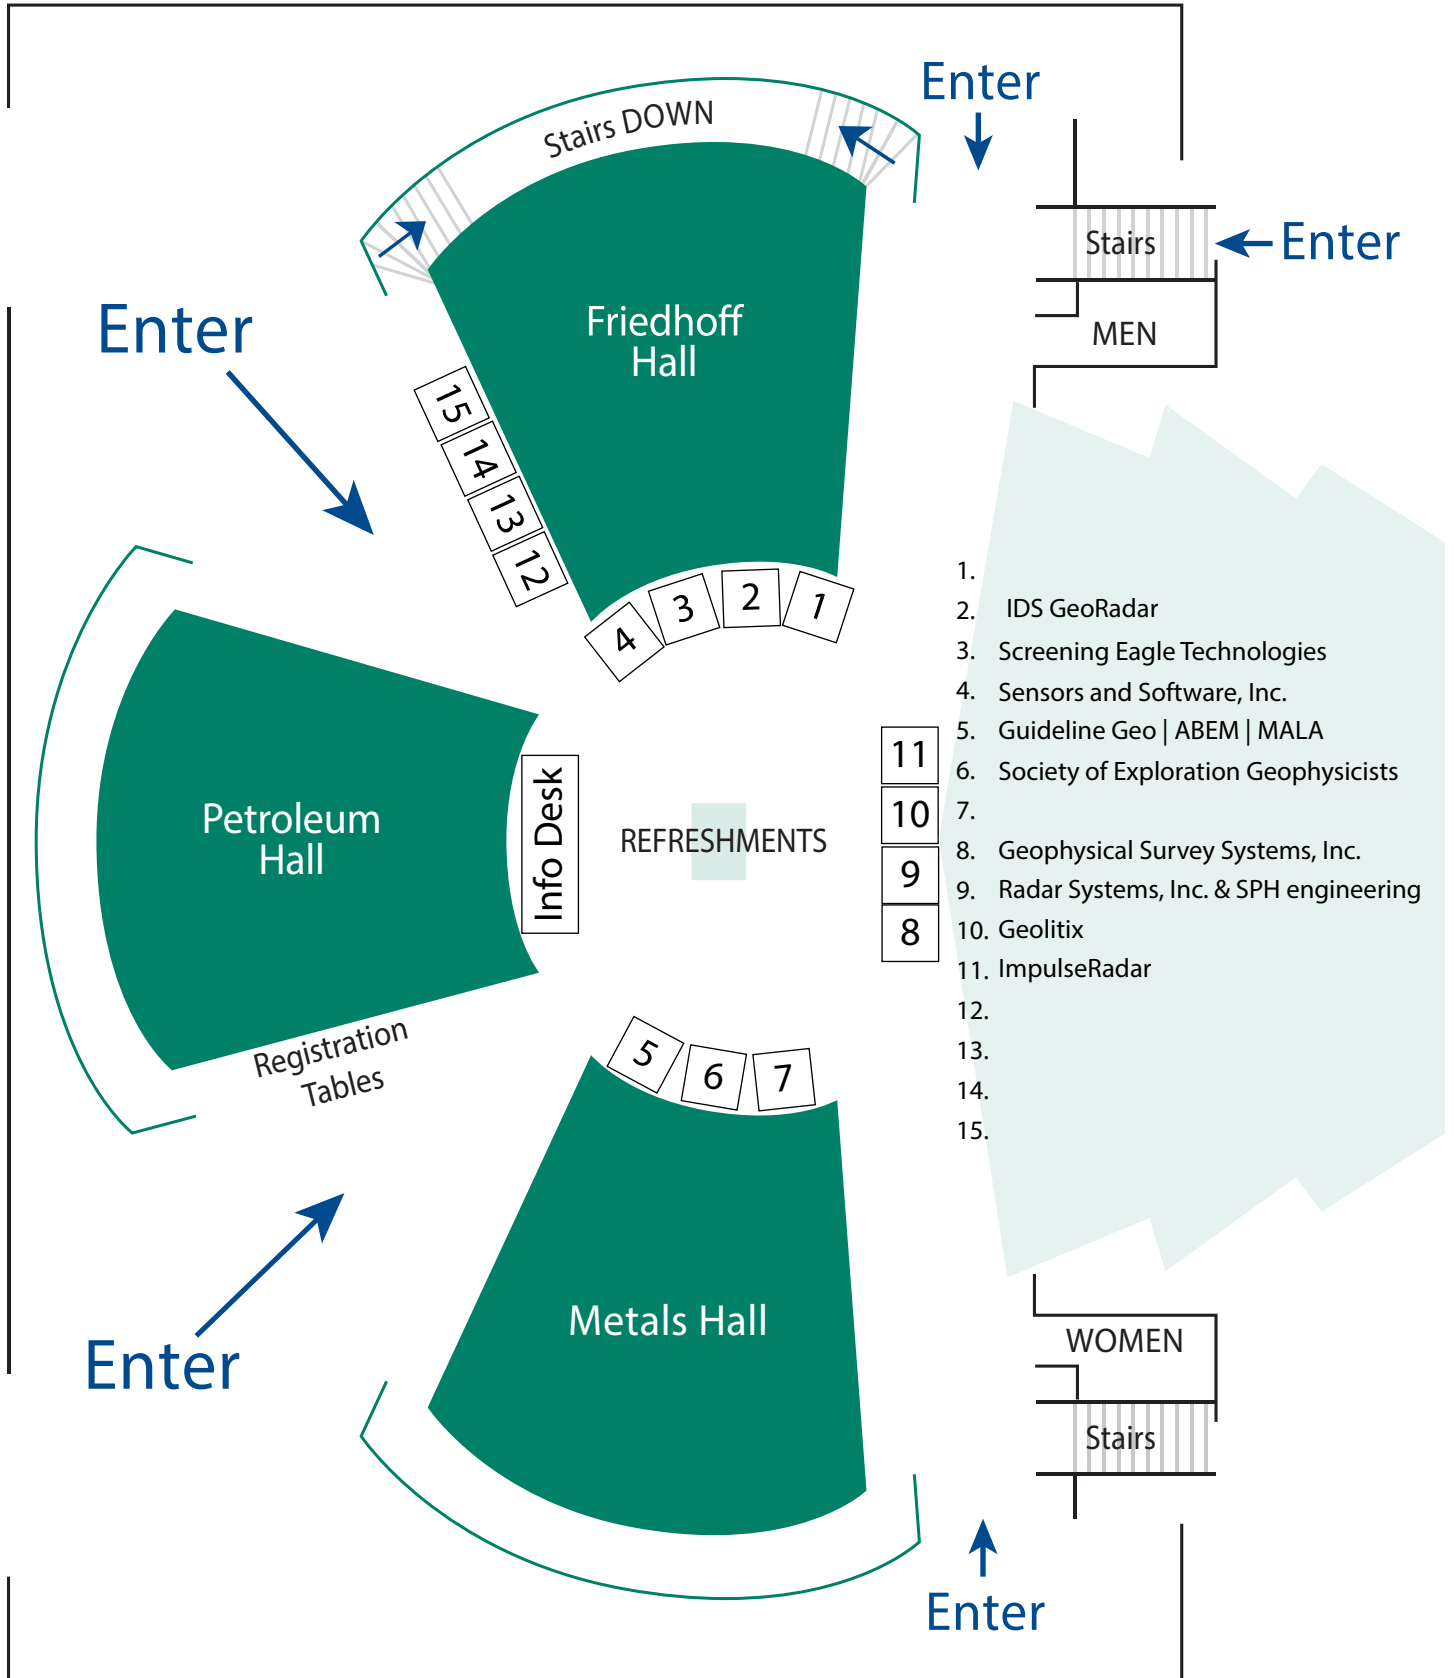 Enter
Stairs DOWN
Stairs
Enter
MEN
Enter
Friedhoff
Hall
15
14
13
12
4
3
2
1
1.
2. IDS GeoRadar
3. Screening Eagle Technologies
4. Sensors and Software, Inc.
5. Guideline Geo | ABEM | MALA
6. Society of Exploration Geophysicists
7.
8. Geophysical Survey Systems, Inc.
9. Radar Systems, Inc. & SPH engineering
10. Geolitix
11. ImpulseRadar
12.
13.
14.
15.
11
10
9
8
Petroleum
Hall
Info Desk
REFRESHMENTS
Registration
Tables
5
6
7
Metals Hall
Enter
WOMEN
Stairs
Enter